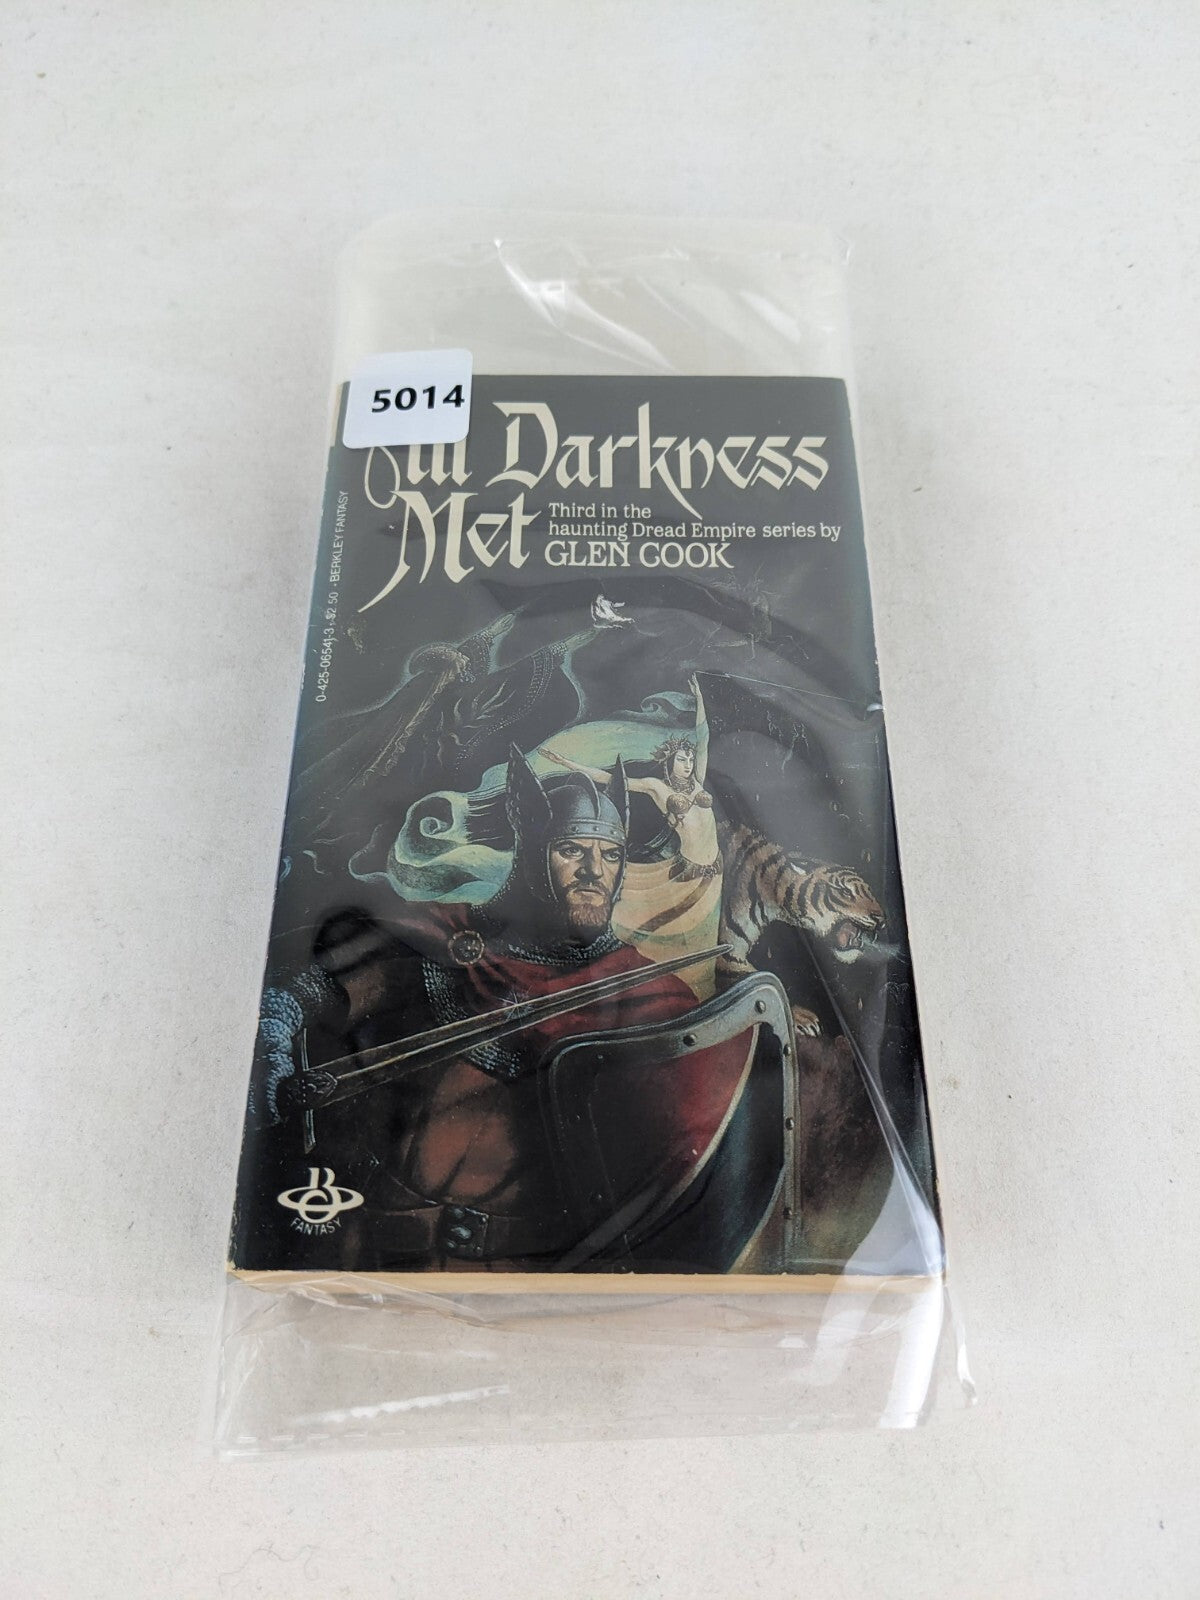 5014
All Darkness
Met
Third in the
haunting Dread Empire series by
GLEN COOK
0-425-06541-3 · $2.50 · BERKLEY FANTASY
B
FANTASY